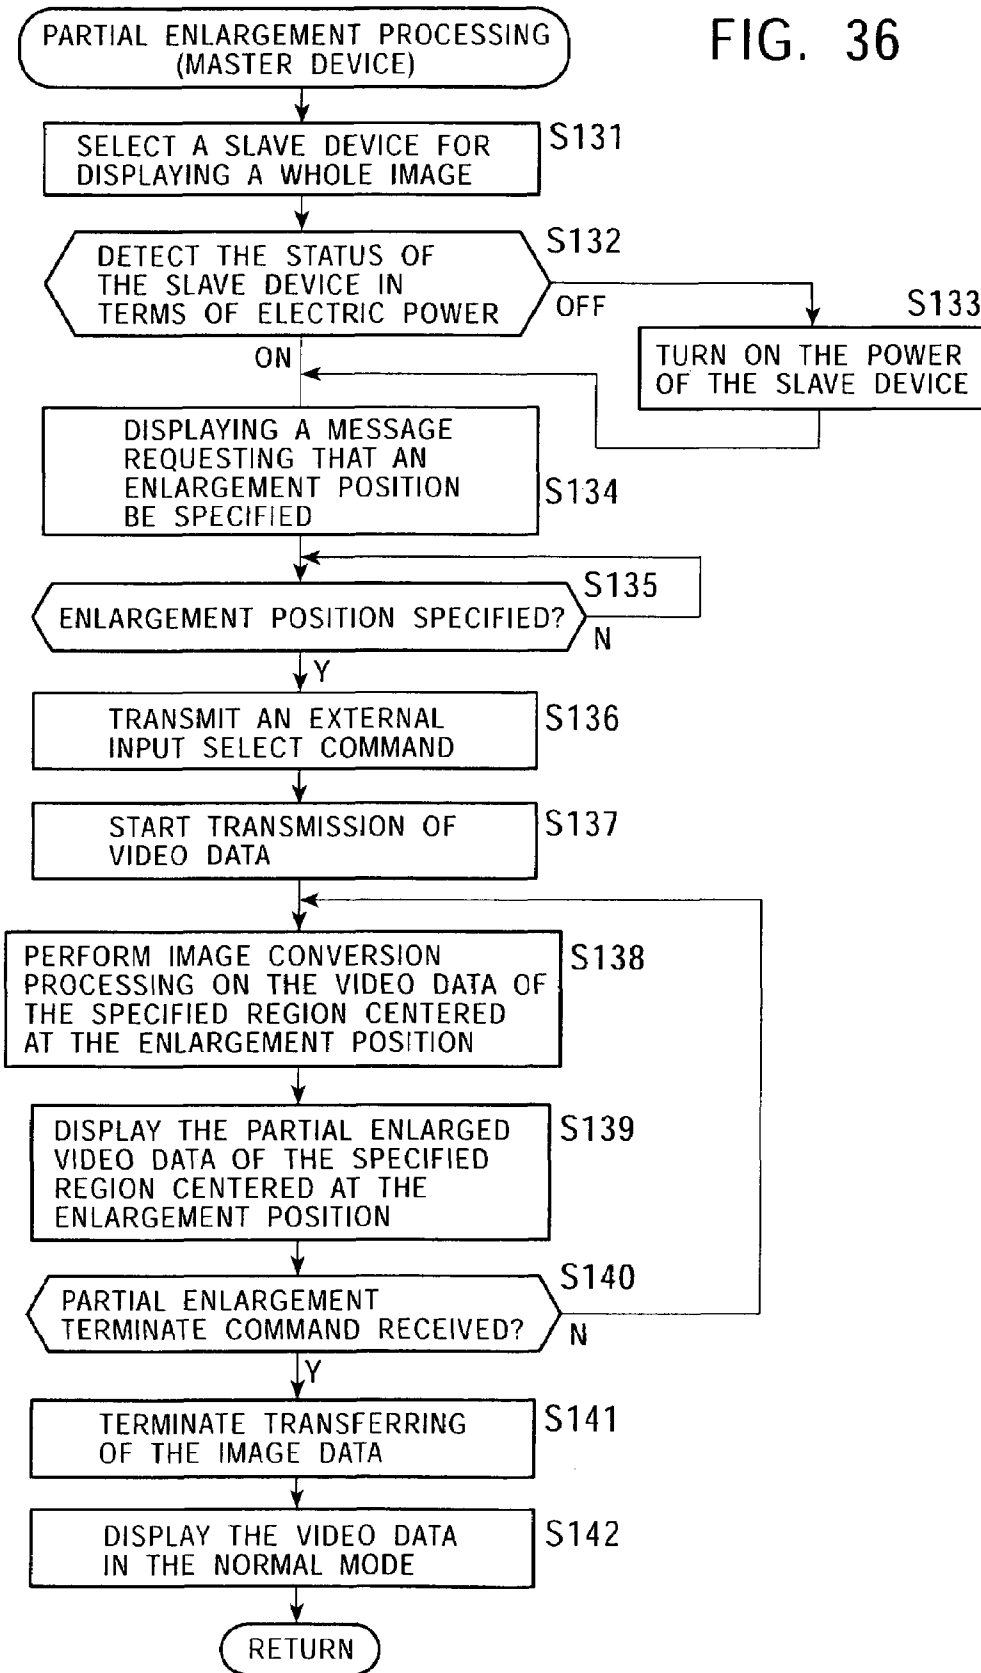 FIG. 36
PARTIAL ENLARGEMENT PROCESSING
(MASTER DEVICE)
S131
SELECT A SLAVE DEVICE FOR
DISPLAYING A WHOLE IMAGE
S132
DETECT THE STATUS OF
THE SLAVE DEVICE IN
TERMS OF ELECTRIC POWER
OFF
S133
TURN ON THE POWER
OF THE SLAVE DEVICE
ON
DISPLAYING A MESSAGE
REQUESTING THAT AN
ENLARGEMENT POSITION
BE SPECIFIED
S134
S135
ENLARGEMENT POSITION SPECIFIED?
N
Y
S136
TRANSMIT AN EXTERNAL
INPUT SELECT COMMAND
S137
START TRANSMISSION OF
VIDEO DATA
S138
PERFORM IMAGE CONVERSION
PROCESSING ON THE VIDEO DATA OF
THE SPECIFIED REGION CENTERED
AT THE ENLARGEMENT POSITION
S139
DISPLAY THE PARTIAL ENLARGED
VIDEO DATA OF THE SPECIFIED
REGION CENTERED AT THE
ENLARGEMENT POSITION
S140
PARTIAL ENLARGEMENT
TERMINATE COMMAND RECEIVED?
N
Y
S141
TERMINATE TRANSFERRING
OF THE IMAGE DATA
S142
DISPLAY THE VIDEO DATA
IN THE NORMAL MODE
RETURN